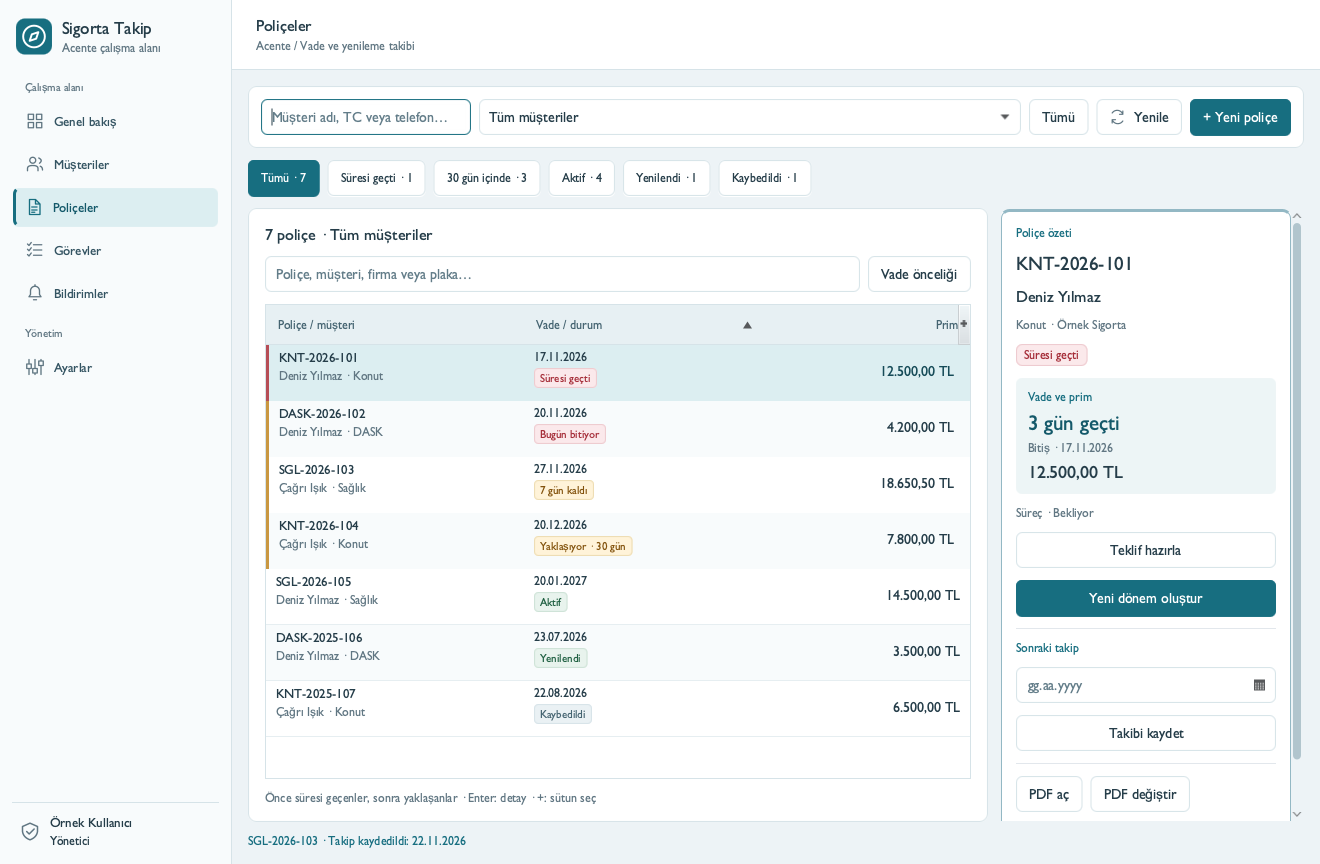 Sigorta Takip
Acente çalışma alanı
Çalışma alanı
Genel bakış
Müşteriler
Poliçeler
Görevler
Bildirimler
Yönetim
Ayarlar
Örnek Kullanıcı
Yönetici
Poliçeler
Acente / Vade ve yenileme takibi
Müşteri adı, TC veya telefon...
Tüm müşteriler
Tümü
Yenile
+ Yeni poliçe
Tümü · 7
Süresi geçti · 1
30 gün içinde · 3
Aktif · 4
Yenilendi · 1
Kaybedildi · 1
7 poliçe · Tüm müşteriler
Poliçe, müşteri, firma veya plaka...
Vade önceliği
Poliçe / müşteri
Vade / durum
▲
Prim
+
KNT-2026-101
Deniz Yılmaz · Konut
17.11.2026
Süresi geçti
12.500,00 TL
DASK-2026-102
Deniz Yılmaz · DASK
20.11.2026
Bugün bitiyor
4.200,00 TL
SGL-2026-103
Çağrı Işık · Sağlık
27.11.2026
7 gün kaldı
18.650,50 TL
KNT-2026-104
Çağrı Işık · Konut
20.12.2026
Yaklaşıyor · 30 gün
7.800,00 TL
SGL-2026-105
Deniz Yılmaz · Sağlık
20.01.2027
Aktif
14.500,00 TL
DASK-2025-106
Deniz Yılmaz · DASK
23.07.2026
Yenilendi
3.500,00 TL
KNT-2025-107
Çağrı Işık · Konut
22.08.2026
Kaybedildi
6.500,00 TL
Önce süresi geçenler, sonra yaklaşanlar · Enter: detay · +: sütun seç
SGL-2026-103 · Takip kaydedildi: 22.11.2026
Poliçe özeti
KNT-2026-101
Deniz Yılmaz
Konut · Örnek Sigorta
Süresi geçti
Vade ve prim
3 gün geçti
Bitiş · 17.11.2026
12.500,00 TL
Süreç · Bekliyor
Teklif hazırla
Yeni dönem oluştur
Sonraki takip
gg.aa.yyyy
Takibi kaydet
PDF aç
PDF değiştir